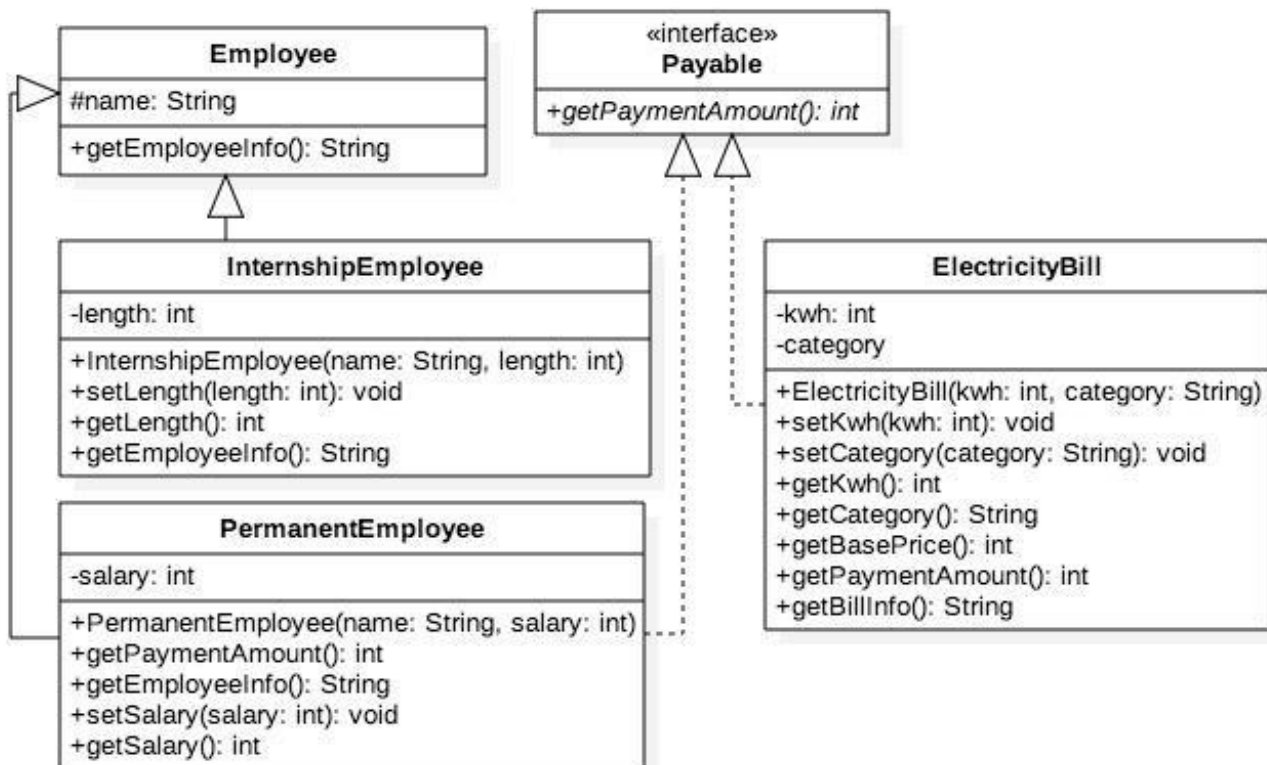 Employee
#name: String
+getEmployeeInfo(): String
«interface»
Payable
+getPaymentAmount(): int
InternshipEmployee
-length: int
+InternshipEmployee(name: String, length: int)
+setLength(length: int): void
+getLength(): int
+getEmployeeInfo(): String
PermanentEmployee
-salary: int
+PermanentEmployee(name: String, salary: int)
+getPaymentAmount(): int
+getEmployeeInfo(): String
+setSalary(salary: int): void
+getSalary(): int
ElectricityBill
-kwh: int
-category
+ElectricityBill(kwh: int, category: String)
+setKwh(kwh: int): void
+setCategory(category: String): void
+getKwh(): int
+getCategory(): String
+getBasePrice(): int
+getPaymentAmount(): int
+getBillInfo(): String